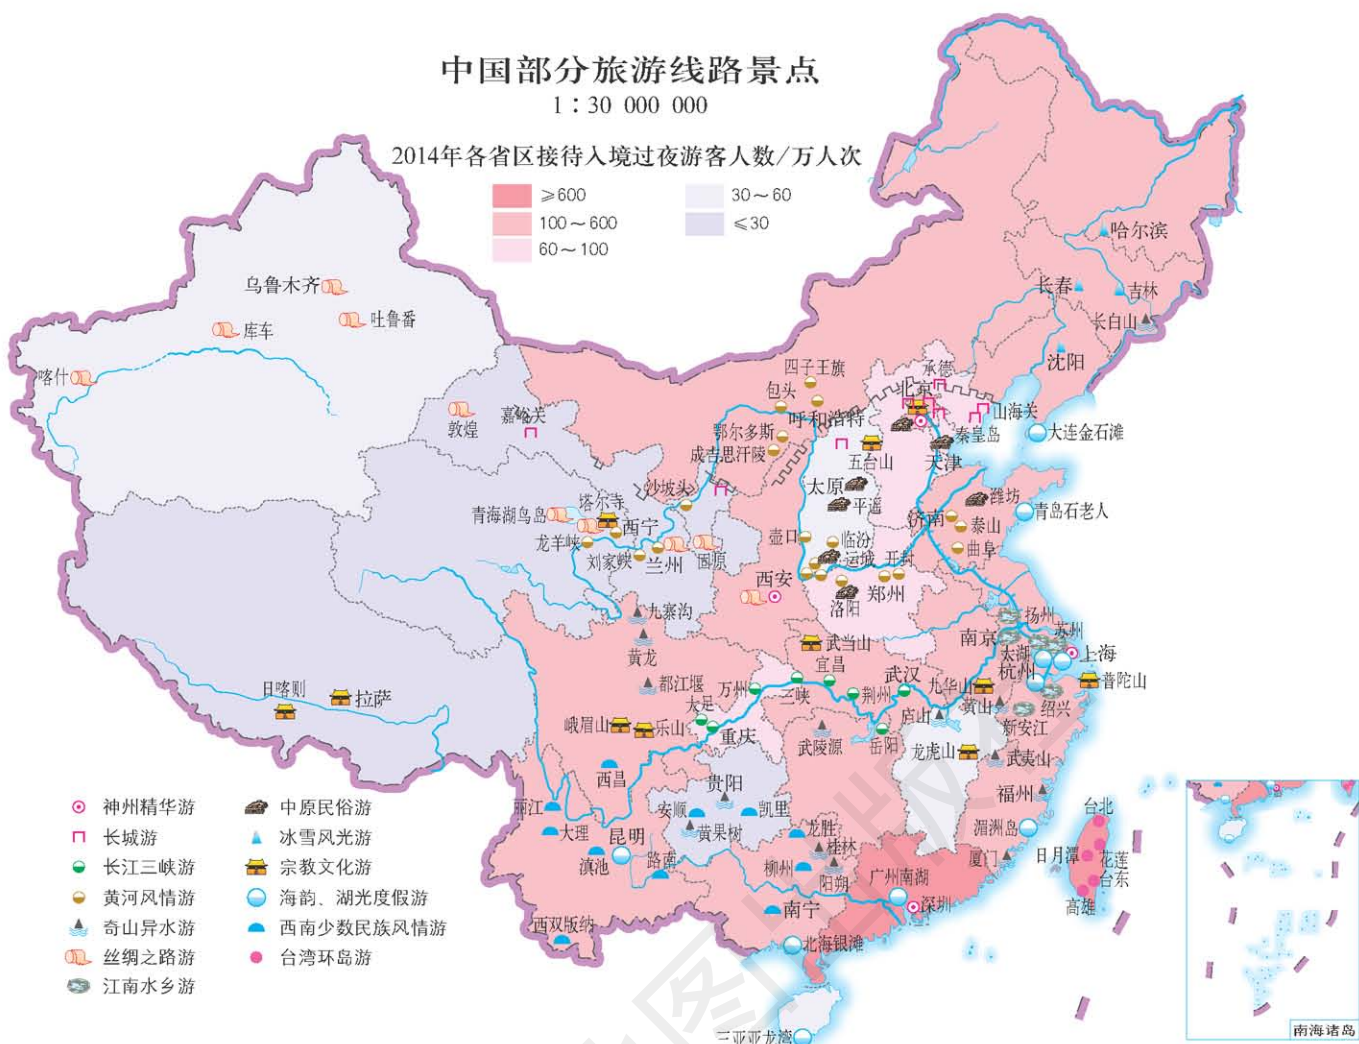 中国部分旅游线路景点
1：30 000 000
2014年各省区接待入境过夜游客人数/万人次
≥600
30～60
100～600
≤30
60～100
哈尔滨
长春
吉林
长白山
沈阳
乌鲁木齐
吐鲁番
库车
喀什
敦煌
嘉峪关
四子王旗
包头
呼和浩特
鄂尔多斯
成吉思汗陵
承德
北京
山海关
秦皇岛
大连金石滩
天津
五台山
太原
平遥
沙坡头
塔尔寺
青海湖鸟岛
西宁
龙羊峡
刘家峡
兰州
固原
壶口
临汾
运城
开封
西安
洛阳
郑州
济南
潍坊
泰山
曲阜
青岛石老人
九寨沟
黄龙
都江堰
武当山
宜昌
武汉
万州
三峡
荆州
大足
重庆
峨眉山
乐山
岳阳
武陵源
庐山
九华山
黄山
南京
扬州
苏州
太湖
上海
杭州
普陀山
绍兴
新安江
龙虎山
武夷山
福州
湄洲岛
厦门
日喀则
拉萨
西昌
丽江
大理
昆明
滇池
路南
西双版纳
贵阳
安顺
凯里
黄果树
龙胜
桂林
柳州
阳朔
南宁
北海银滩
广州南湖
深圳
三亚亚龙湾
台北
日月潭
花莲
台东
高雄
神州精华游
中原民俗游
长城游
冰雪风光游
长江三峡游
宗教文化游
黄河风情游
海韵、湖光度假游
奇山异水游
西南少数民族风情游
丝绸之路游
台湾环岛游
江南水乡游
南海诸岛